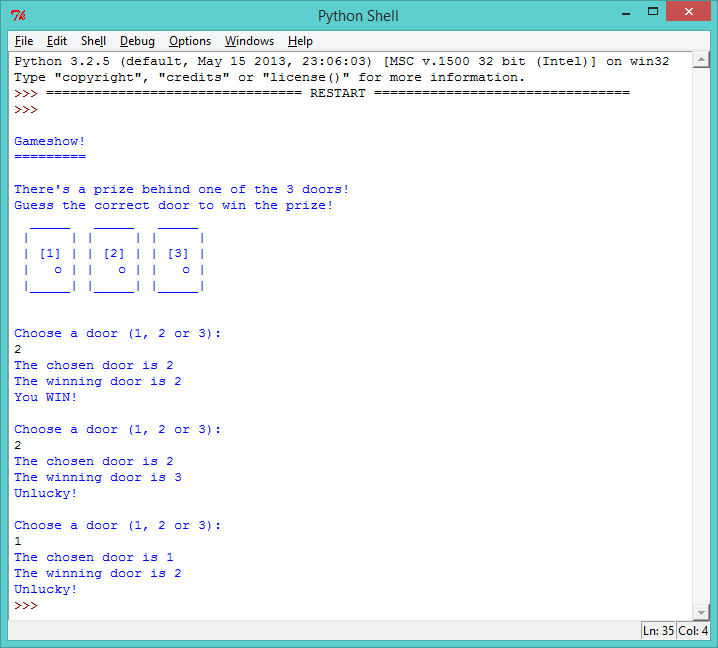 Python Shell
File Edit Shell Debug Options Windows Help
Python 3.2.5 (default, May 15 2013, 23:06:03) [MSC v.1500 32 bit (Intel)] on win32
Type "copyright", "credits" or "license()" for more information.
>>> ================================ RESTART ================================
>>>
Gameshow!
=========
There's a prize behind one of the 3 doors!
Guess the correct door to win the prize!
  _____   _____   _____
 |     | |     | |     |
 | [1] | | [2] | | [3] |
 |   o | |   o | |   o |
 |_____| |_____| |_____|
Choose a door (1, 2 or 3):
2
The chosen door is 2
The winning door is 2
You WIN!
Choose a door (1, 2 or 3):
2
The chosen door is 2
The winning door is 3
Unlucky!
Choose a door (1, 2 or 3):
1
The chosen door is 1
The winning door is 2
Unlucky!
>>>
Ln: 35 Col: 4